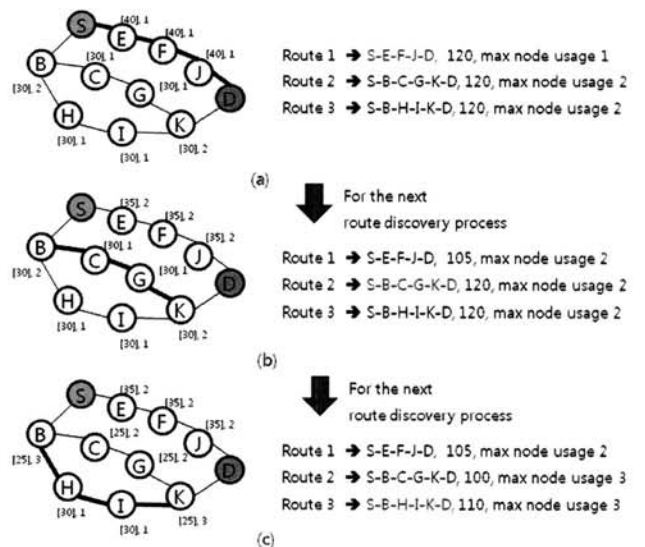 S
[40], 1
E
[40], 1
F
[40], 1
J
D
B
[30], 2
[30], 1
C
G
[30], 1
H
[30], 1
I
[30], 1
K
[30], 2
Route 1 ➔ S-E-F-J-D, 120, max node usage 1
Route 2 ➔ S-B-C-G-K-D, 120, max node usage 2
Route 3 ➔ S-B-H-I-K-D, 120, max node usage 2
(a)
For the next
route discovery process
S
[35], 2
E
[35], 2
F
[35], 2
J
D
B
[30], 2
[30], 1
C
G
[30], 1
H
[30], 1
I
[30], 1
K
[30], 2
Route 1 ➔ S-E-F-J-D, 105, max node usage 2
Route 2 ➔ S-B-C-G-K-D, 120, max node usage 2
Route 3 ➔ S-B-H-I-K-D, 120, max node usage 2
(b)
For the next
route discovery process
S
[35], 2
E
[35], 2
F
[35], 2
J
D
B
[25], 3
[25], 2
C
G
[25], 2
H
[30], 1
I
[30], 1
K
[25], 3
Route 1 ➔ S-E-F-J-D, 105, max node usage 2
Route 2 ➔ S-B-C-G-K-D, 100, max node usage 3
Route 3 ➔ S-B-H-I-K-D, 110, max node usage 3
(c)